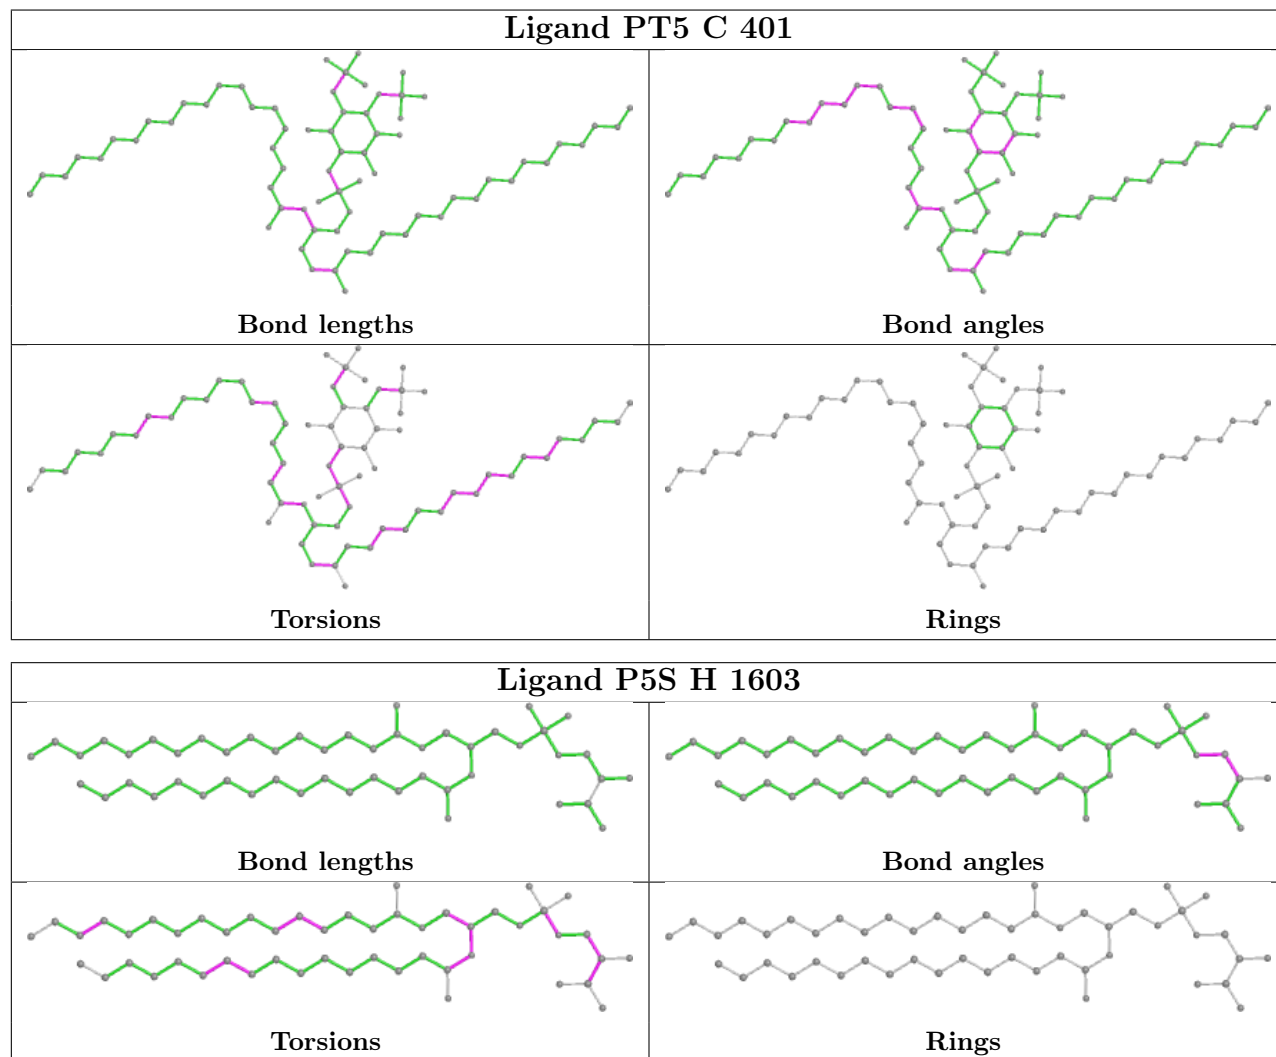 Ligand PT5 C 401
Bond lengths
Bond angles
Torsions
Rings
Ligand P5S H 1603
Bond lengths
Bond angles
Torsions
Rings